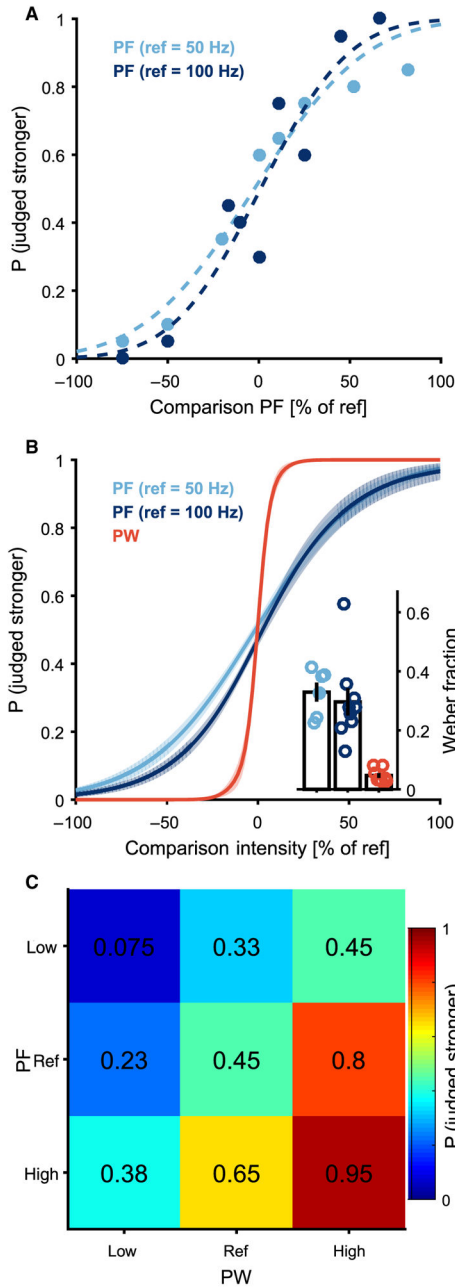 A
1
0.8
0.6
0.4
0.2
0
P (judged stronger)
PF (ref = 50 Hz)
PF (ref = 100 Hz)
−100
−50
0
50
100
Comparison PF [% of ref]
B
1
0.8
0.6
0.4
0.2
0
P (judged stronger)
PF (ref = 50 Hz)
PF (ref = 100 Hz)
PW
0.6
0.4
0.2
0
Weber fraction
−100
−50
0
50
100
Comparison intensity [% of ref]
C
PF
Low
0.075
0.33
0.45
Ref
0.23
0.45
0.8
High
0.38
0.65
0.95
Low
Ref
High
PW
1
0
P (judged stronger)